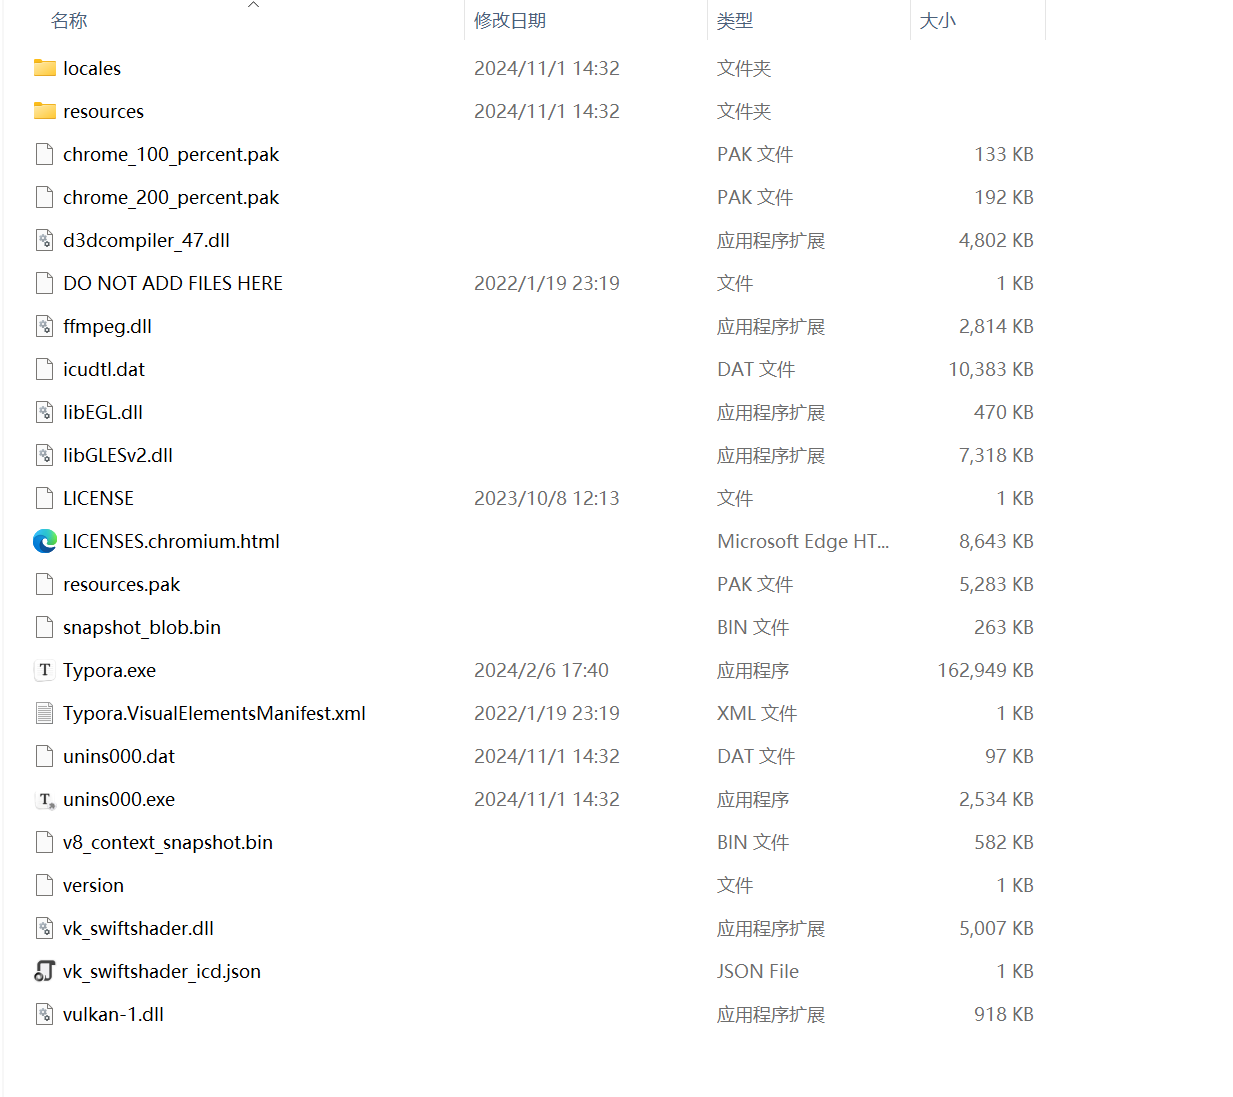 名称 修改日期 类型 大小
locales 2024/11/1 14:32 文件夹
resources 2024/11/1 14:32 文件夹
chrome_100_percent.pak PAK 文件 133 KB
chrome_200_percent.pak PAK 文件 192 KB
d3dcompiler_47.dll 应用程序扩展 4,802 KB
DO NOT ADD FILES HERE 2022/1/19 23:19 文件 1 KB
ffmpeg.dll 应用程序扩展 2,814 KB
icudtl.dat DAT 文件 10,383 KB
libEGL.dll 应用程序扩展 470 KB
libGLESv2.dll 应用程序扩展 7,318 KB
LICENSE 2023/10/8 12:13 文件 1 KB
LICENSES.chromium.html Microsoft Edge HT... 8,643 KB
resources.pak PAK 文件 5,283 KB
snapshot_blob.bin BIN 文件 263 KB
Typora.exe 2024/2/6 17:40 应用程序 162,949 KB
Typora.VisualElementsManifest.xml 2022/1/19 23:19 XML 文件 1 KB
unins000.dat 2024/11/1 14:32 DAT 文件 97 KB
unins000.exe 2024/11/1 14:32 应用程序 2,534 KB
v8_context_snapshot.bin BIN 文件 582 KB
version 文件 1 KB
vk_swiftshader.dll 应用程序扩展 5,007 KB
vk_swiftshader_icd.json JSON File 1 KB
vulkan-1.dll 应用程序扩展 918 KB